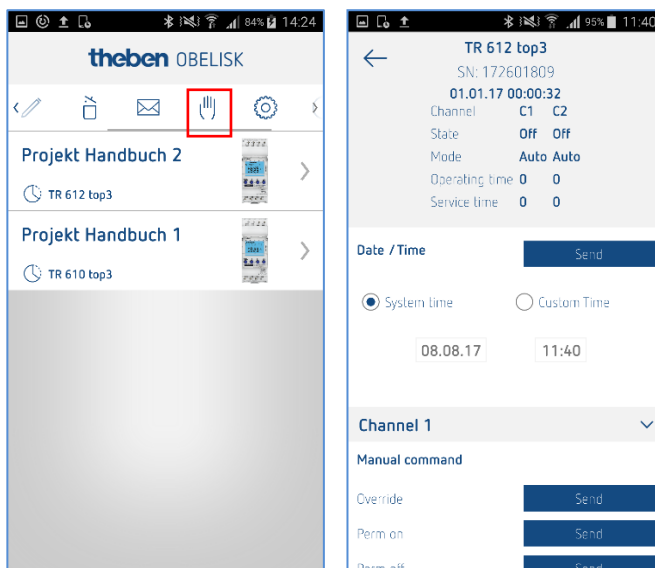 84% 14:24
theben OBELISK
Projekt Handbuch 2
TR 612 top3
Projekt Handbuch 1
TR 610 top3
95% 11:40
TR 612 top3
SN: 172601809
01.01.17 00:00:32
Channel C1 C2
State Off Off
Mode Auto Auto
Operating time 0 0
Service time 0 0
Date / Time Send
System time Custom Time
08.08.17 11:40
Channel 1
Manual command
Override Send
Perm on Send
Perm off Send